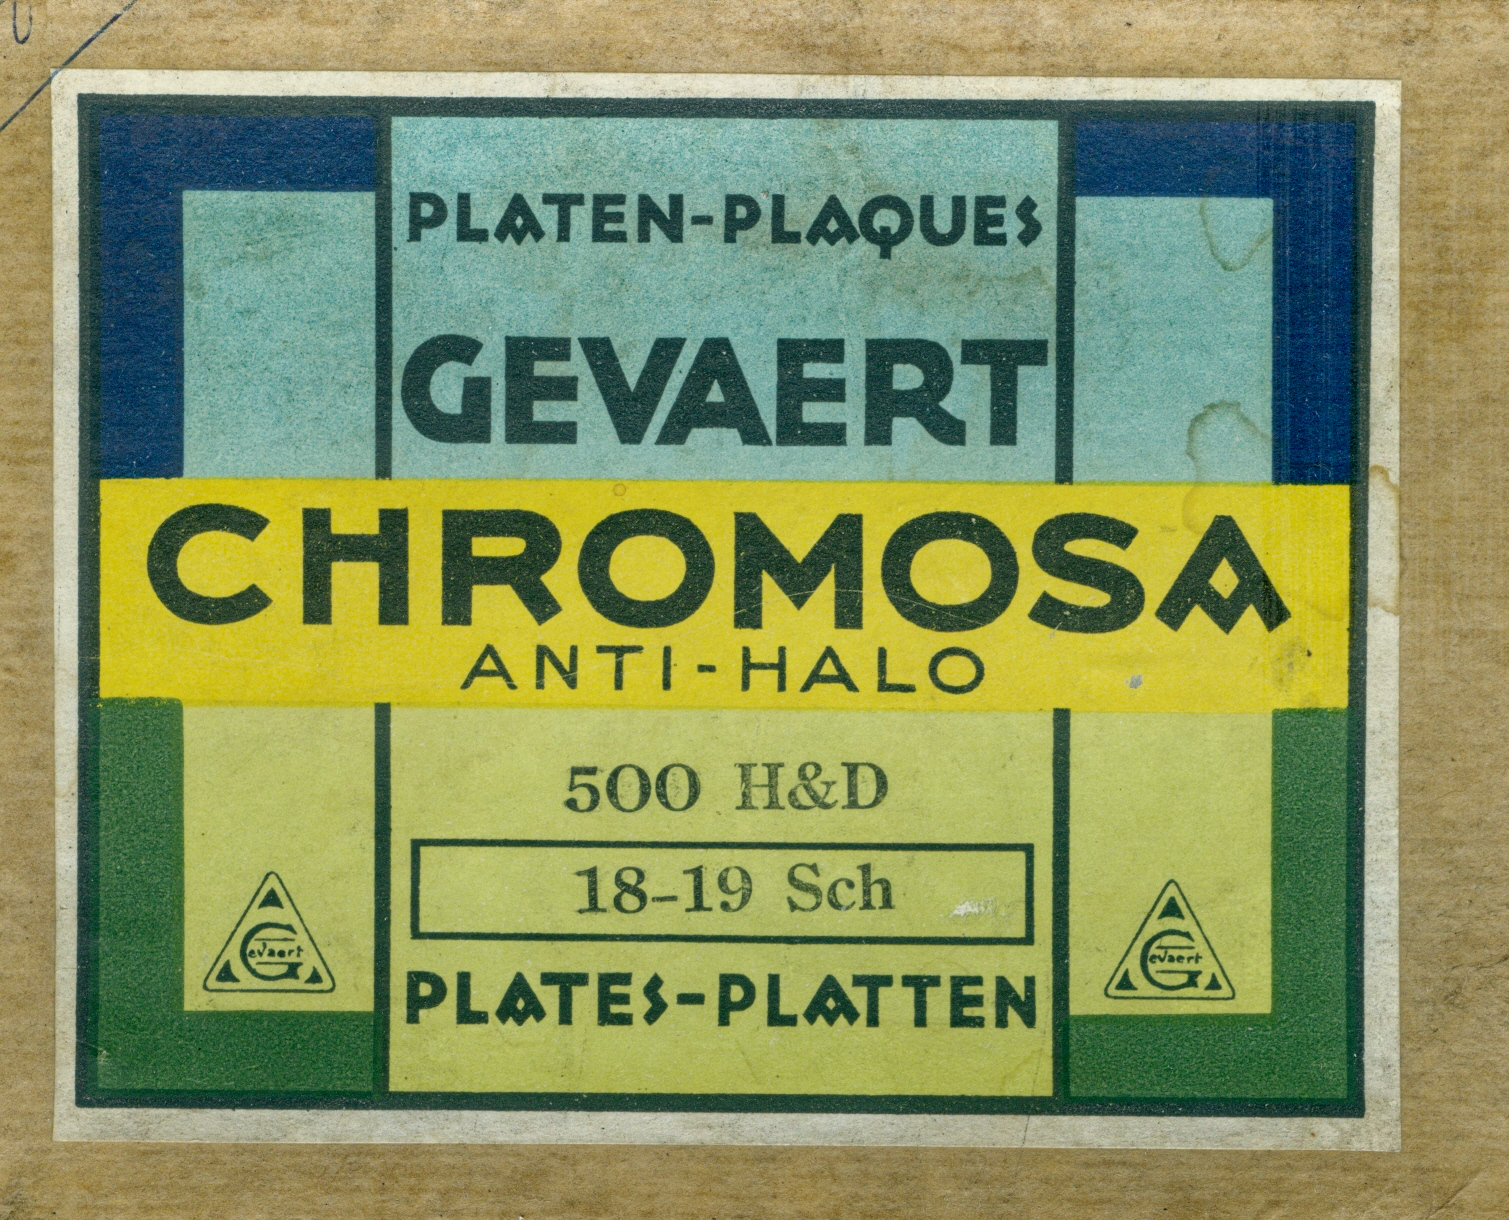 PLATEN-PLAQUES
GEVAERT
CHROMOSA
ANTI-HALO
500 H&D
18-19 Sch
Gevaert
Gevaert
PLATES-PLATTEN